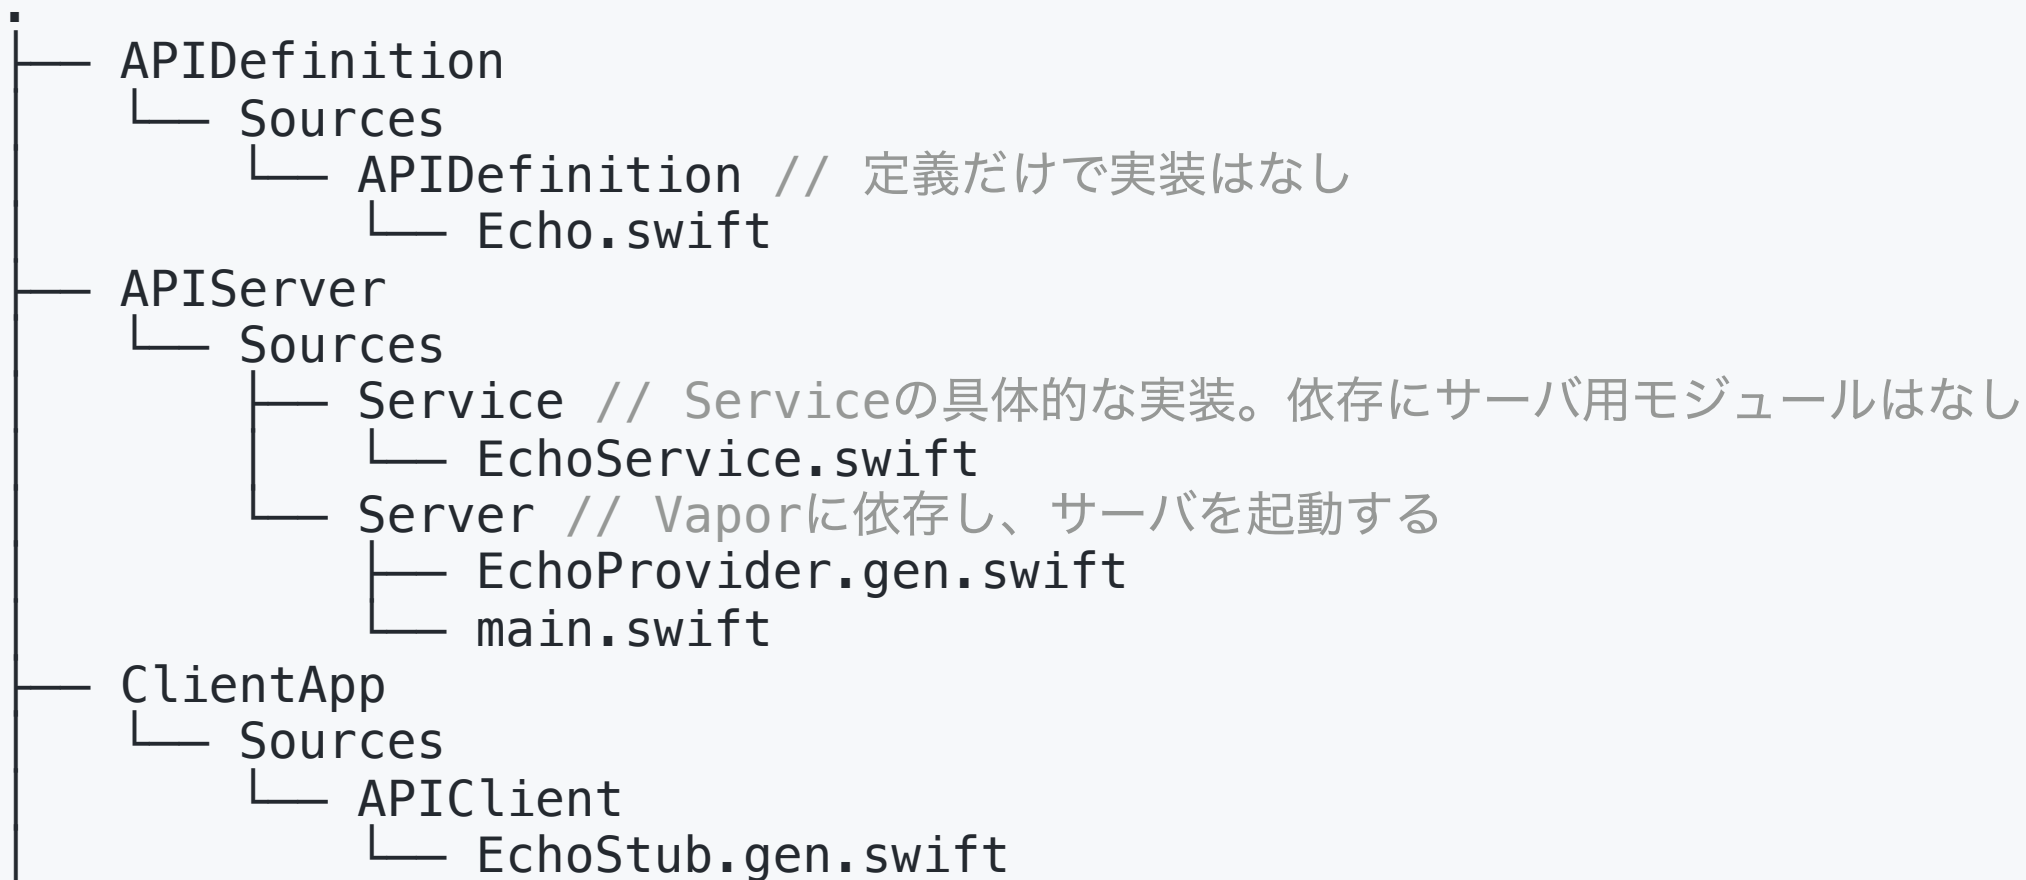 .
├── APIDefinition
│   └── Sources
│       └── APIDefinition // 定義だけで実装はなし
│           └── Echo.swift
├── APIServer
│   └── Sources
│       ├── Service // Serviceの具体的な実装。依存にサーバ用モジュールはなし
│       │   └── EchoService.swift
│       └── Server // Vaporに依存し、サーバを起動する
│           ├── EchoProvider.gen.swift
│           └── main.swift
├── ClientApp
│   └── Sources
│       └── APIClient
│           └── EchoStub.gen.swift